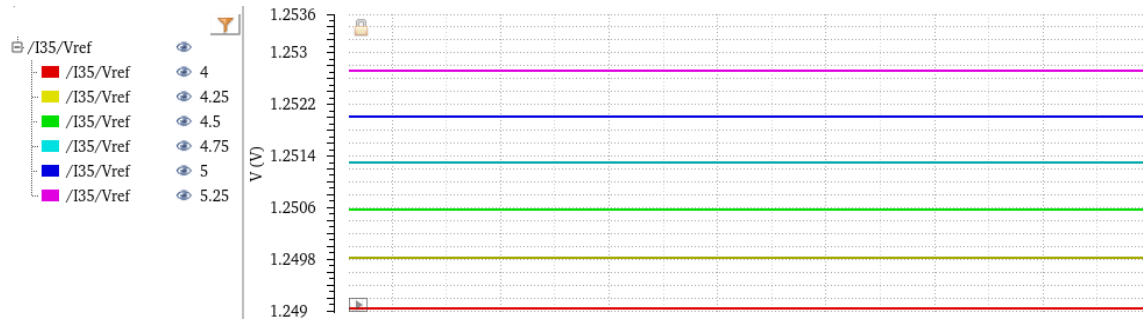 /I35/Vref
/I35/Vref 4
/I35/Vref 4.25
/I35/Vref 4.5
/I35/Vref 4.75
/I35/Vref 5
/I35/Vref 5.25
V (V)
1.2536
1.253
1.2522
1.2514
1.2506
1.2498
1.249